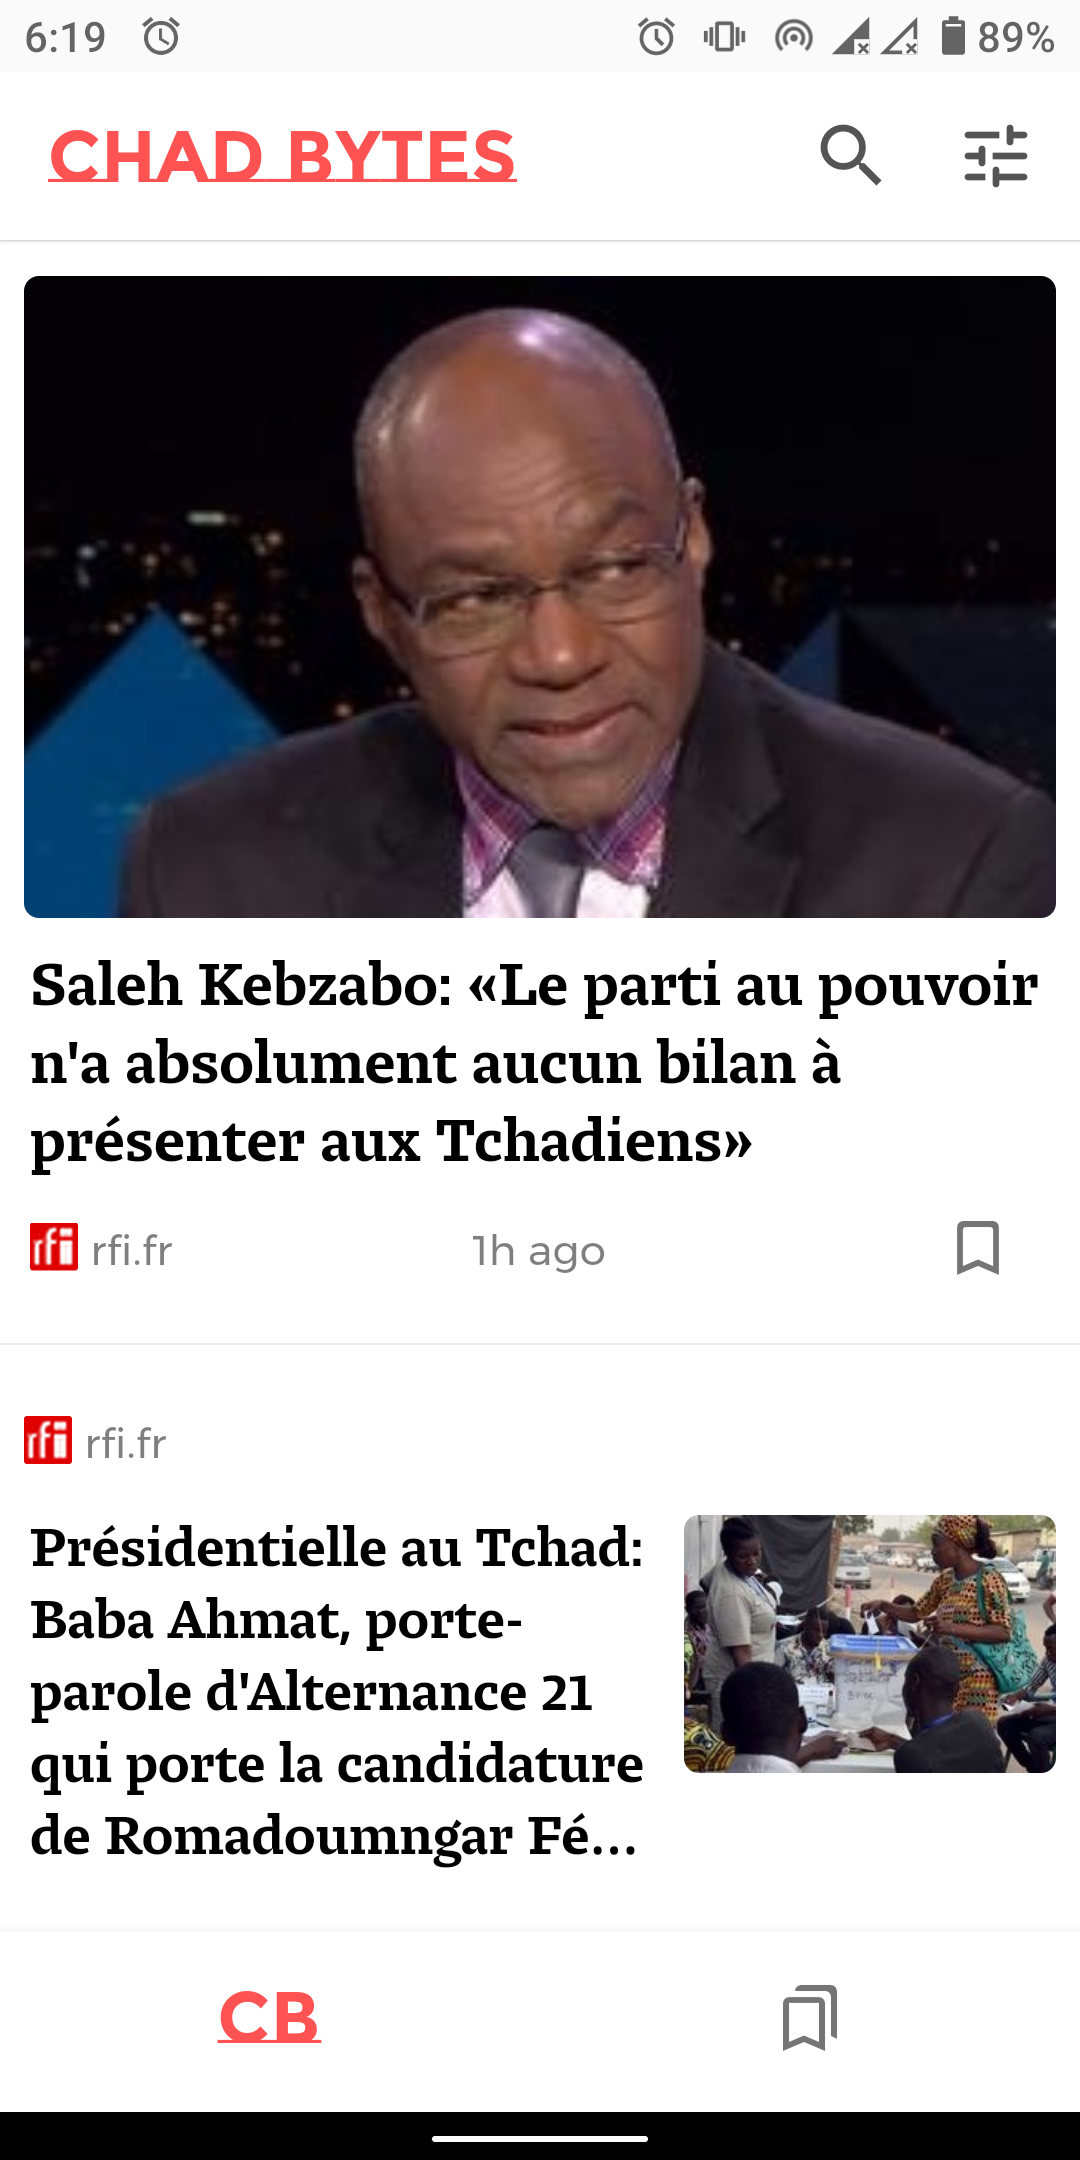 6:19
89%
CHAD BYTES
Saleh Kebzabo: «Le parti au pouvoir
n'a absolument aucun bilan à
présenter aux Tchadiens»
rfi rfi.fr 1h ago
rfi rfi.fr
Présidentielle au Tchad:
Baba Ahmat, porte-
parole d'Alternance 21
qui porte la candidature
de Romadoumngar Fé...
CB